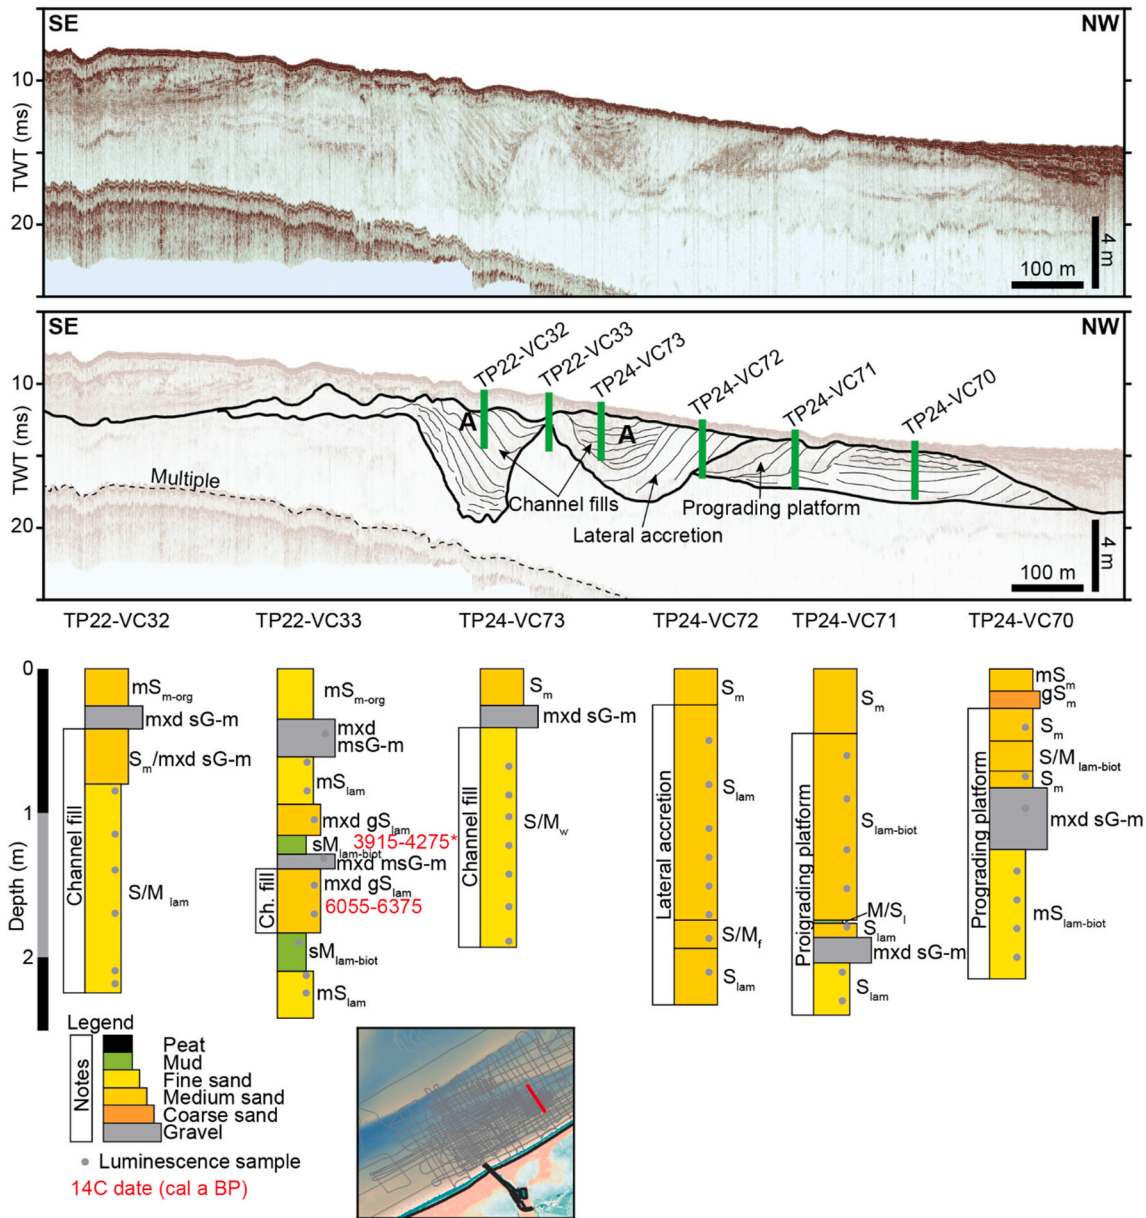 SE
NW
10
TWT (ms)
20
100 m
4 m
SE
NW
TP22-VC32
TP22-VC33
TP24-VC73
TP24-VC72
TP24-VC71
TP24-VC70
10
TWT (ms)
20
A
A
Channel fills
Prograding platform
Lateral accretion
Multiple
100 m
4 m
TP22-VC32
TP22-VC33
TP24-VC73
TP24-VC72
TP24-VC71
TP24-VC70
0
1
2
Depth (m)
mSm-org
mxd sG-m
Sm/mxd sG-m
S/M lam
Channel fill
mSm-org
mxd
msG-m
mSlam
mxd gSlam
sMlam-biot
3915-4275*
mxd msG-m
mxd gSlam
6055-6375
sMlam-biot
mSlam
Ch. fill
Sm
mxd sG-m
S/Mw
Channel fill
Sm
Slam
S/Mf
Slam
Lateral accretion
Sm
Slam-biot
M/Sl
Slam
mxd sG-m
Slam
Proigrading platform
mSm
gSm
Sm
S/Mlam-biot
Sm
mxd sG-m
mSlam-biot
Prograding platform
Legend
Notes
Peat
Mud
Fine sand
Medium sand
Coarse sand
Gravel
Luminescence sample
14C date (cal a BP)